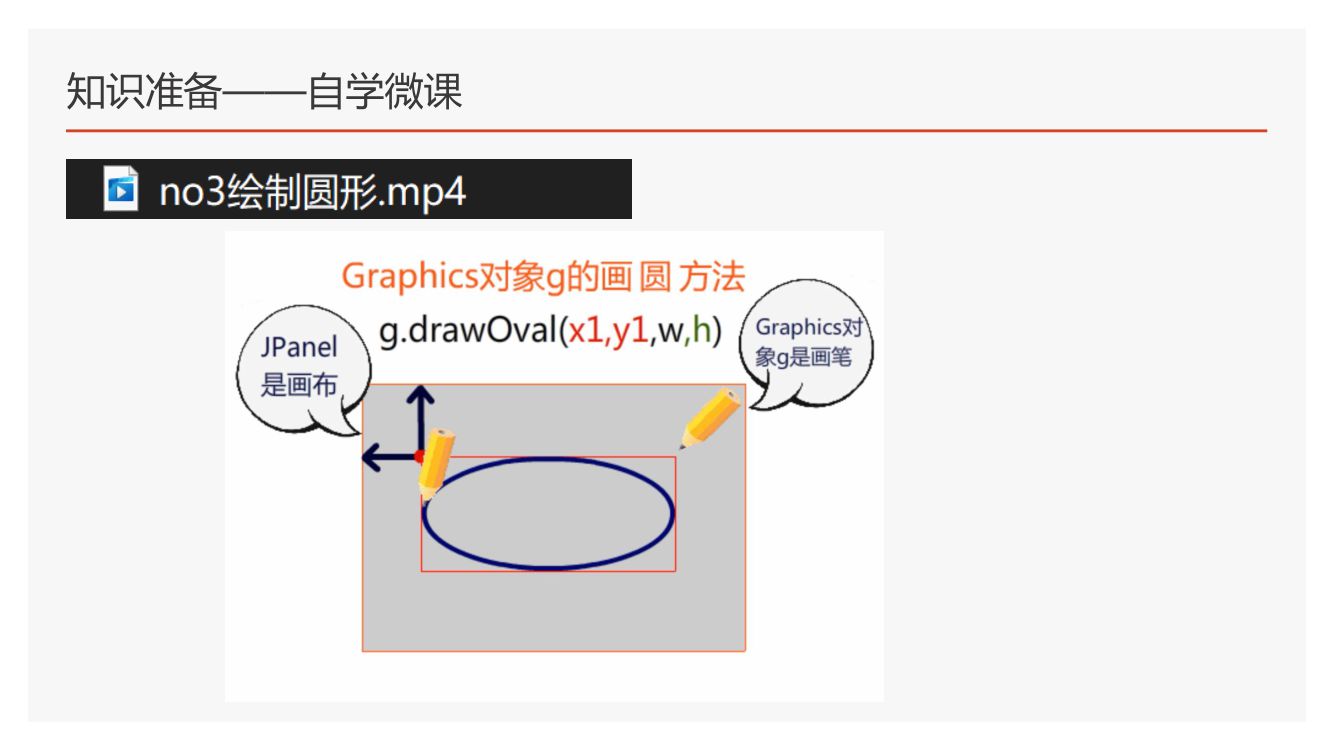 知识准备——自学微课
no3绘制圆形.mp4
Graphics对象g的画圆方法
g.drawOval(x1,y1,w,h)
JPanel
是画布
Graphics对
象g是画笔